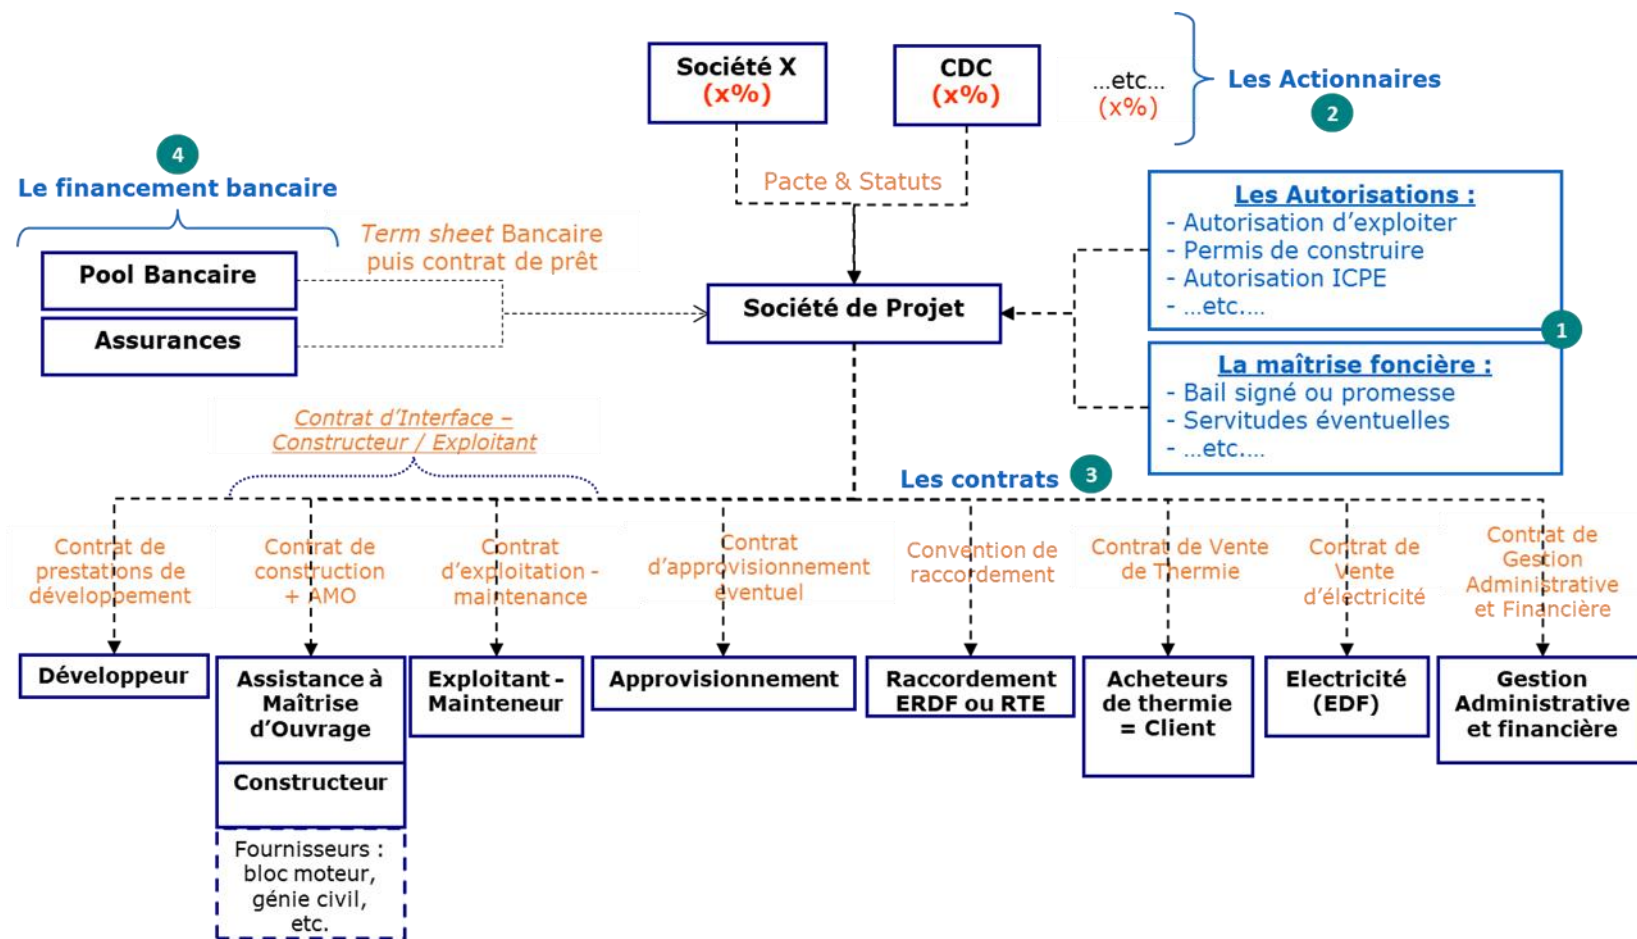 Société X
(x%)
CDC
(x%)
...etc...
(x%)
Les Actionnaires
2
4
Le financement bancaire
Pacte & Statuts
Term sheet Bancaire
puis contrat de prêt
Pool Bancaire
Assurances
Société de Projet
Les Autorisations :
- Autorisation d’exploiter
- Permis de construire
- Autorisation ICPE
- ...etc....
1
La maîtrise foncière :
- Bail signé ou promesse
- Servitudes éventuelles
- ...etc....
Contrat d’Interface –
Constructeur / Exploitant
Les contrats
3
Contrat de
prestations de
développement
Contrat de
construction
+ AMO
Contrat
d’exploitation -
maintenance
Contrat
d’approvisionnement
éventuel
Convention de
raccordement
Contrat de Vente
de Thermie
Contrat de
Vente
d’électricité
Contrat de
Gestion
Administrative
et Financière
Développeur
Assistance à
Maîtrise
d’Ouvrage
Constructeur
Fournisseurs :
bloc moteur,
génie civil,
etc.
Exploitant -
Mainteneur
Approvisionnement
Raccordement
ERDF ou RTE
Acheteurs
de thermie
= Client
Electricité
(EDF)
Gestion
Administrative
et financière